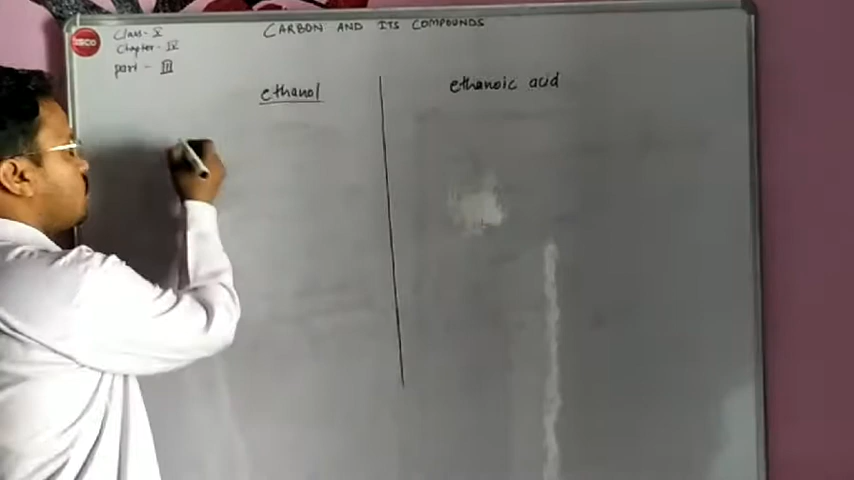 CARBON AND ITS COMPOUNDS
Class - X
Chapter - IV
part - III
ethanol
ethanoic acid